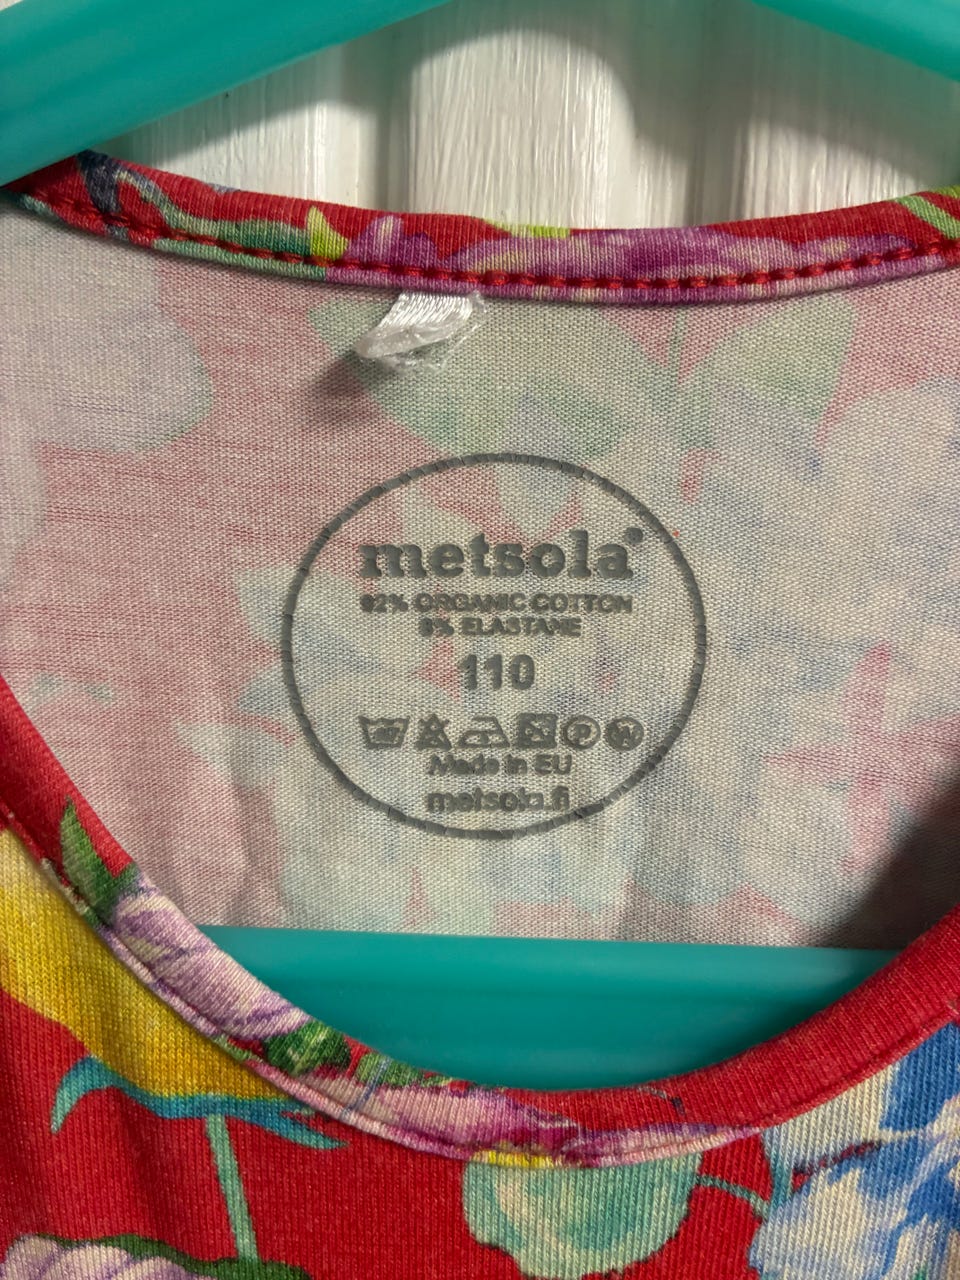 metsola®
92% ORGANIC COTTON
8% ELASTANE
110
P W
Made in EU
metsola.fi